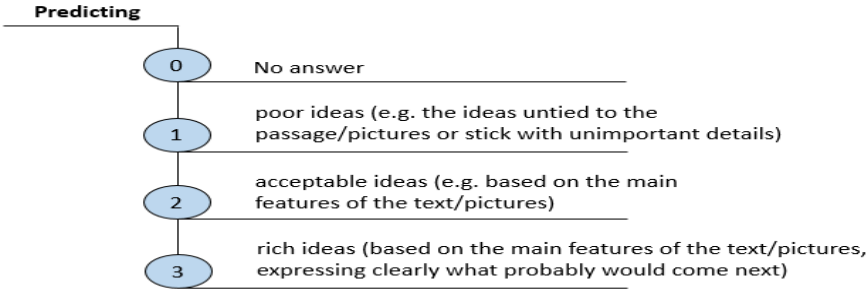 Predicting
0
No answer
1
poor ideas (e.g. the ideas untied to the
passage/pictures or stick with unimportant details)
2
acceptable ideas (e.g. based on the main
features of the text/pictures)
3
rich ideas (based on the main features of the text/pictures,
expressing clearly what probably would come next)